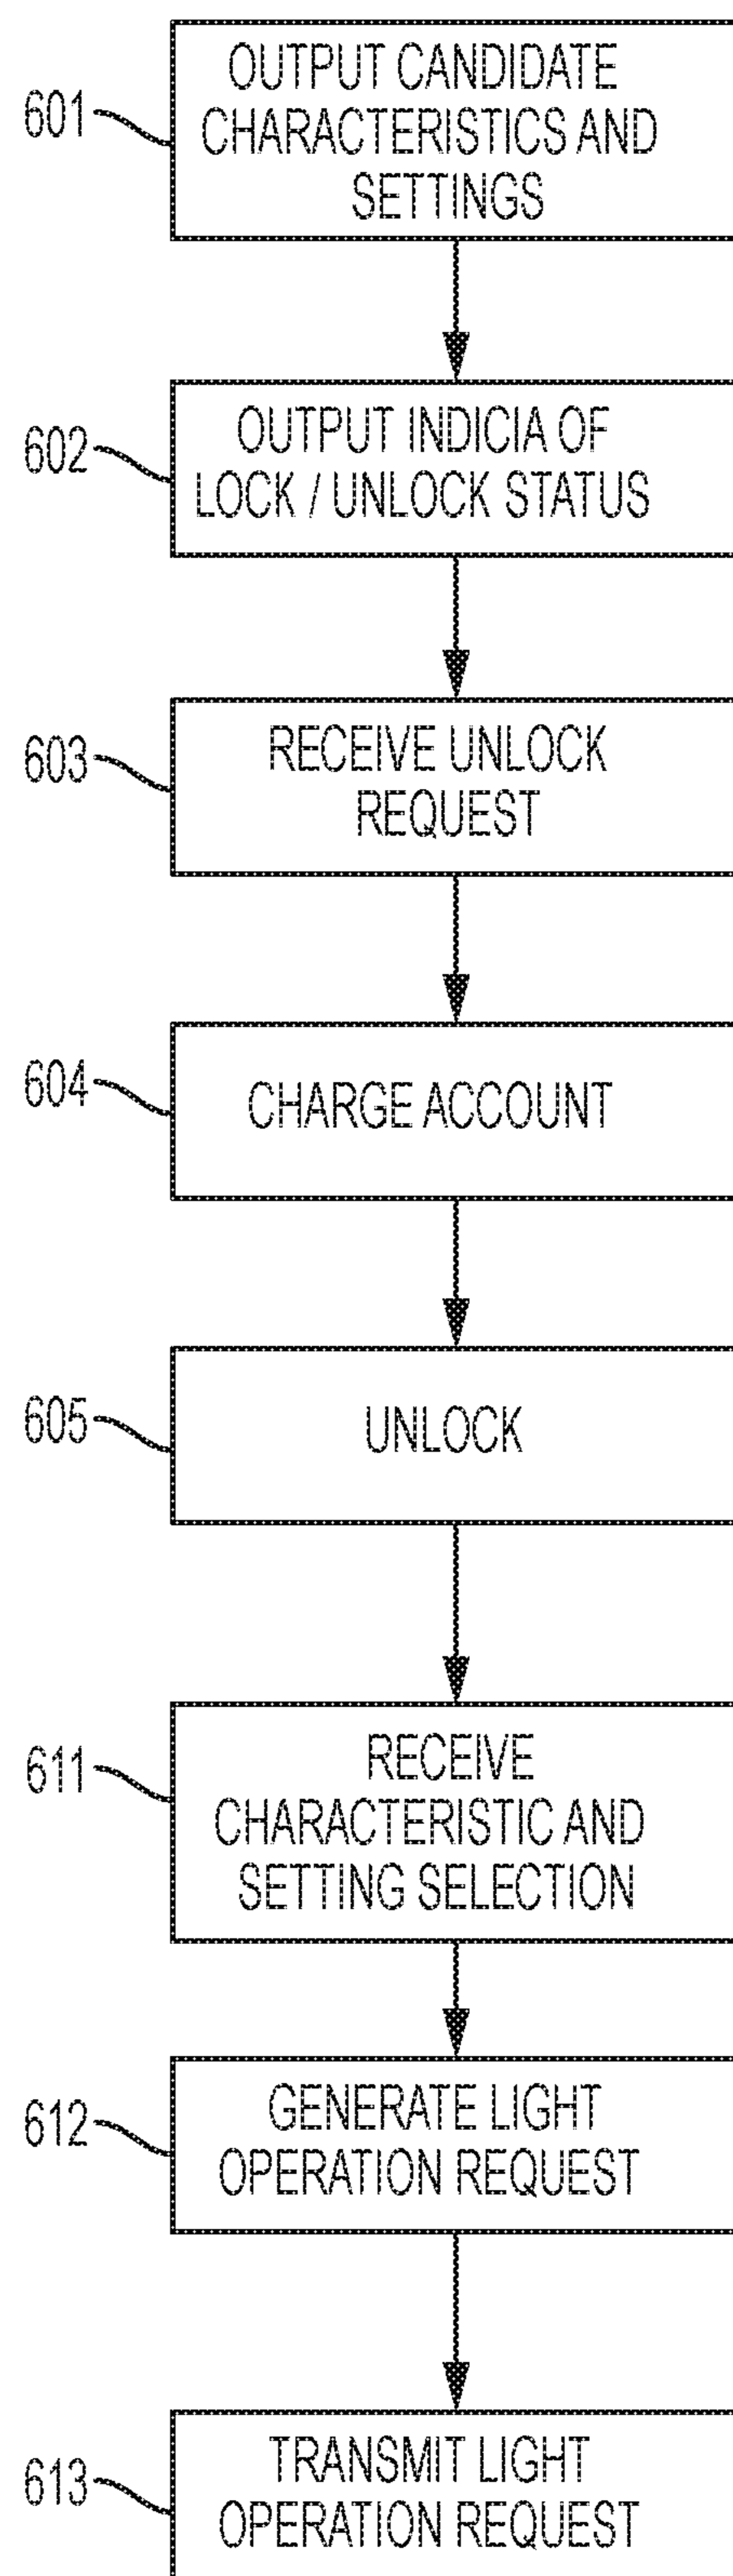 601
OUTPUT CANDIDATE
CHARACTERISTICS AND
SETTINGS
602
OUTPUT INDICIA OF
LOCK / UNLOCK STATUS
603
RECEIVE UNLOCK
REQUEST
604
CHARGE ACCOUNT
605
UNLOCK
611
RECEIVE
CHARACTERISTIC AND
SETTING SELECTION
612
GENERATE LIGHT
OPERATION REQUEST
613
TRANSMIT LIGHT
OPERATION REQUEST